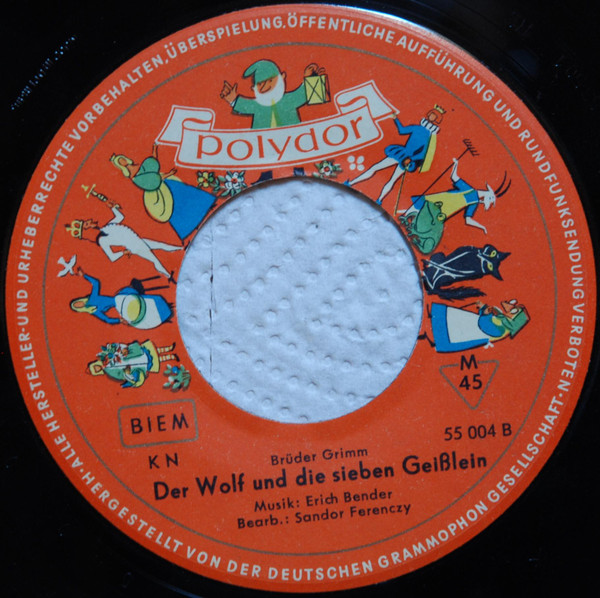 ALLE HERSTELLER- UND URHEBERRECHTE VORBEHALTEN, ÜBERSPIELUNG, ÖFFENTLICHE AUFFÜHRUNG UND RUNDFUNKSENDUNG VERBOTEN·
HERGESTELLT VON DER DEUTSCHEN GRAMMOPHON GESELLSCHAFT·
polydor
M
45
BIEM
55 004 B
KN
Brüder Grimm
Der Wolf und die sieben Geißlein
Musik: Erich Bender
Bearb.: Sandor Ferenczy